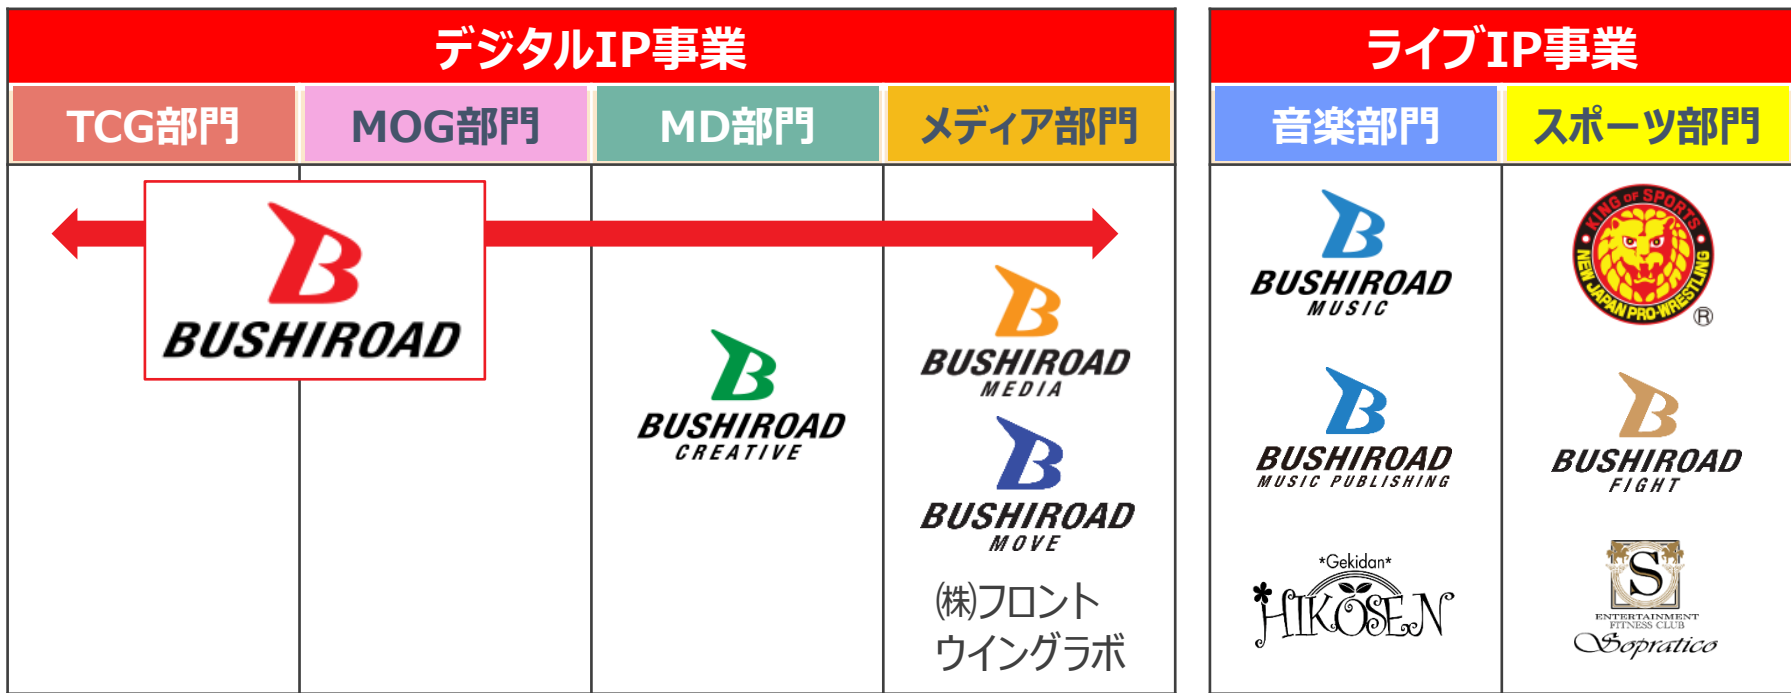 デジタルIP事業
ライブIP事業
TCG部門
MOG部門
MD部門
メディア部門
音楽部門
スポーツ部門
B
BUSHIROAD
B
BUSHIROAD
CREATIVE
B
BUSHIROAD
MEDIA
B
BUSHIROAD
MOVE
㈱フロント
ウイングラボ
B
BUSHIROAD
MUSIC
B
BUSHIROAD
MUSIC PUBLISHING
*Gekidan*
HIKŌSEN
KING OF SPORTS
NEW JAPAN PRO-WRESTLING
®
B
BUSHIROAD
FIGHT
S
ENTERTAINMENT
FITNESS CLUB
Sopratico